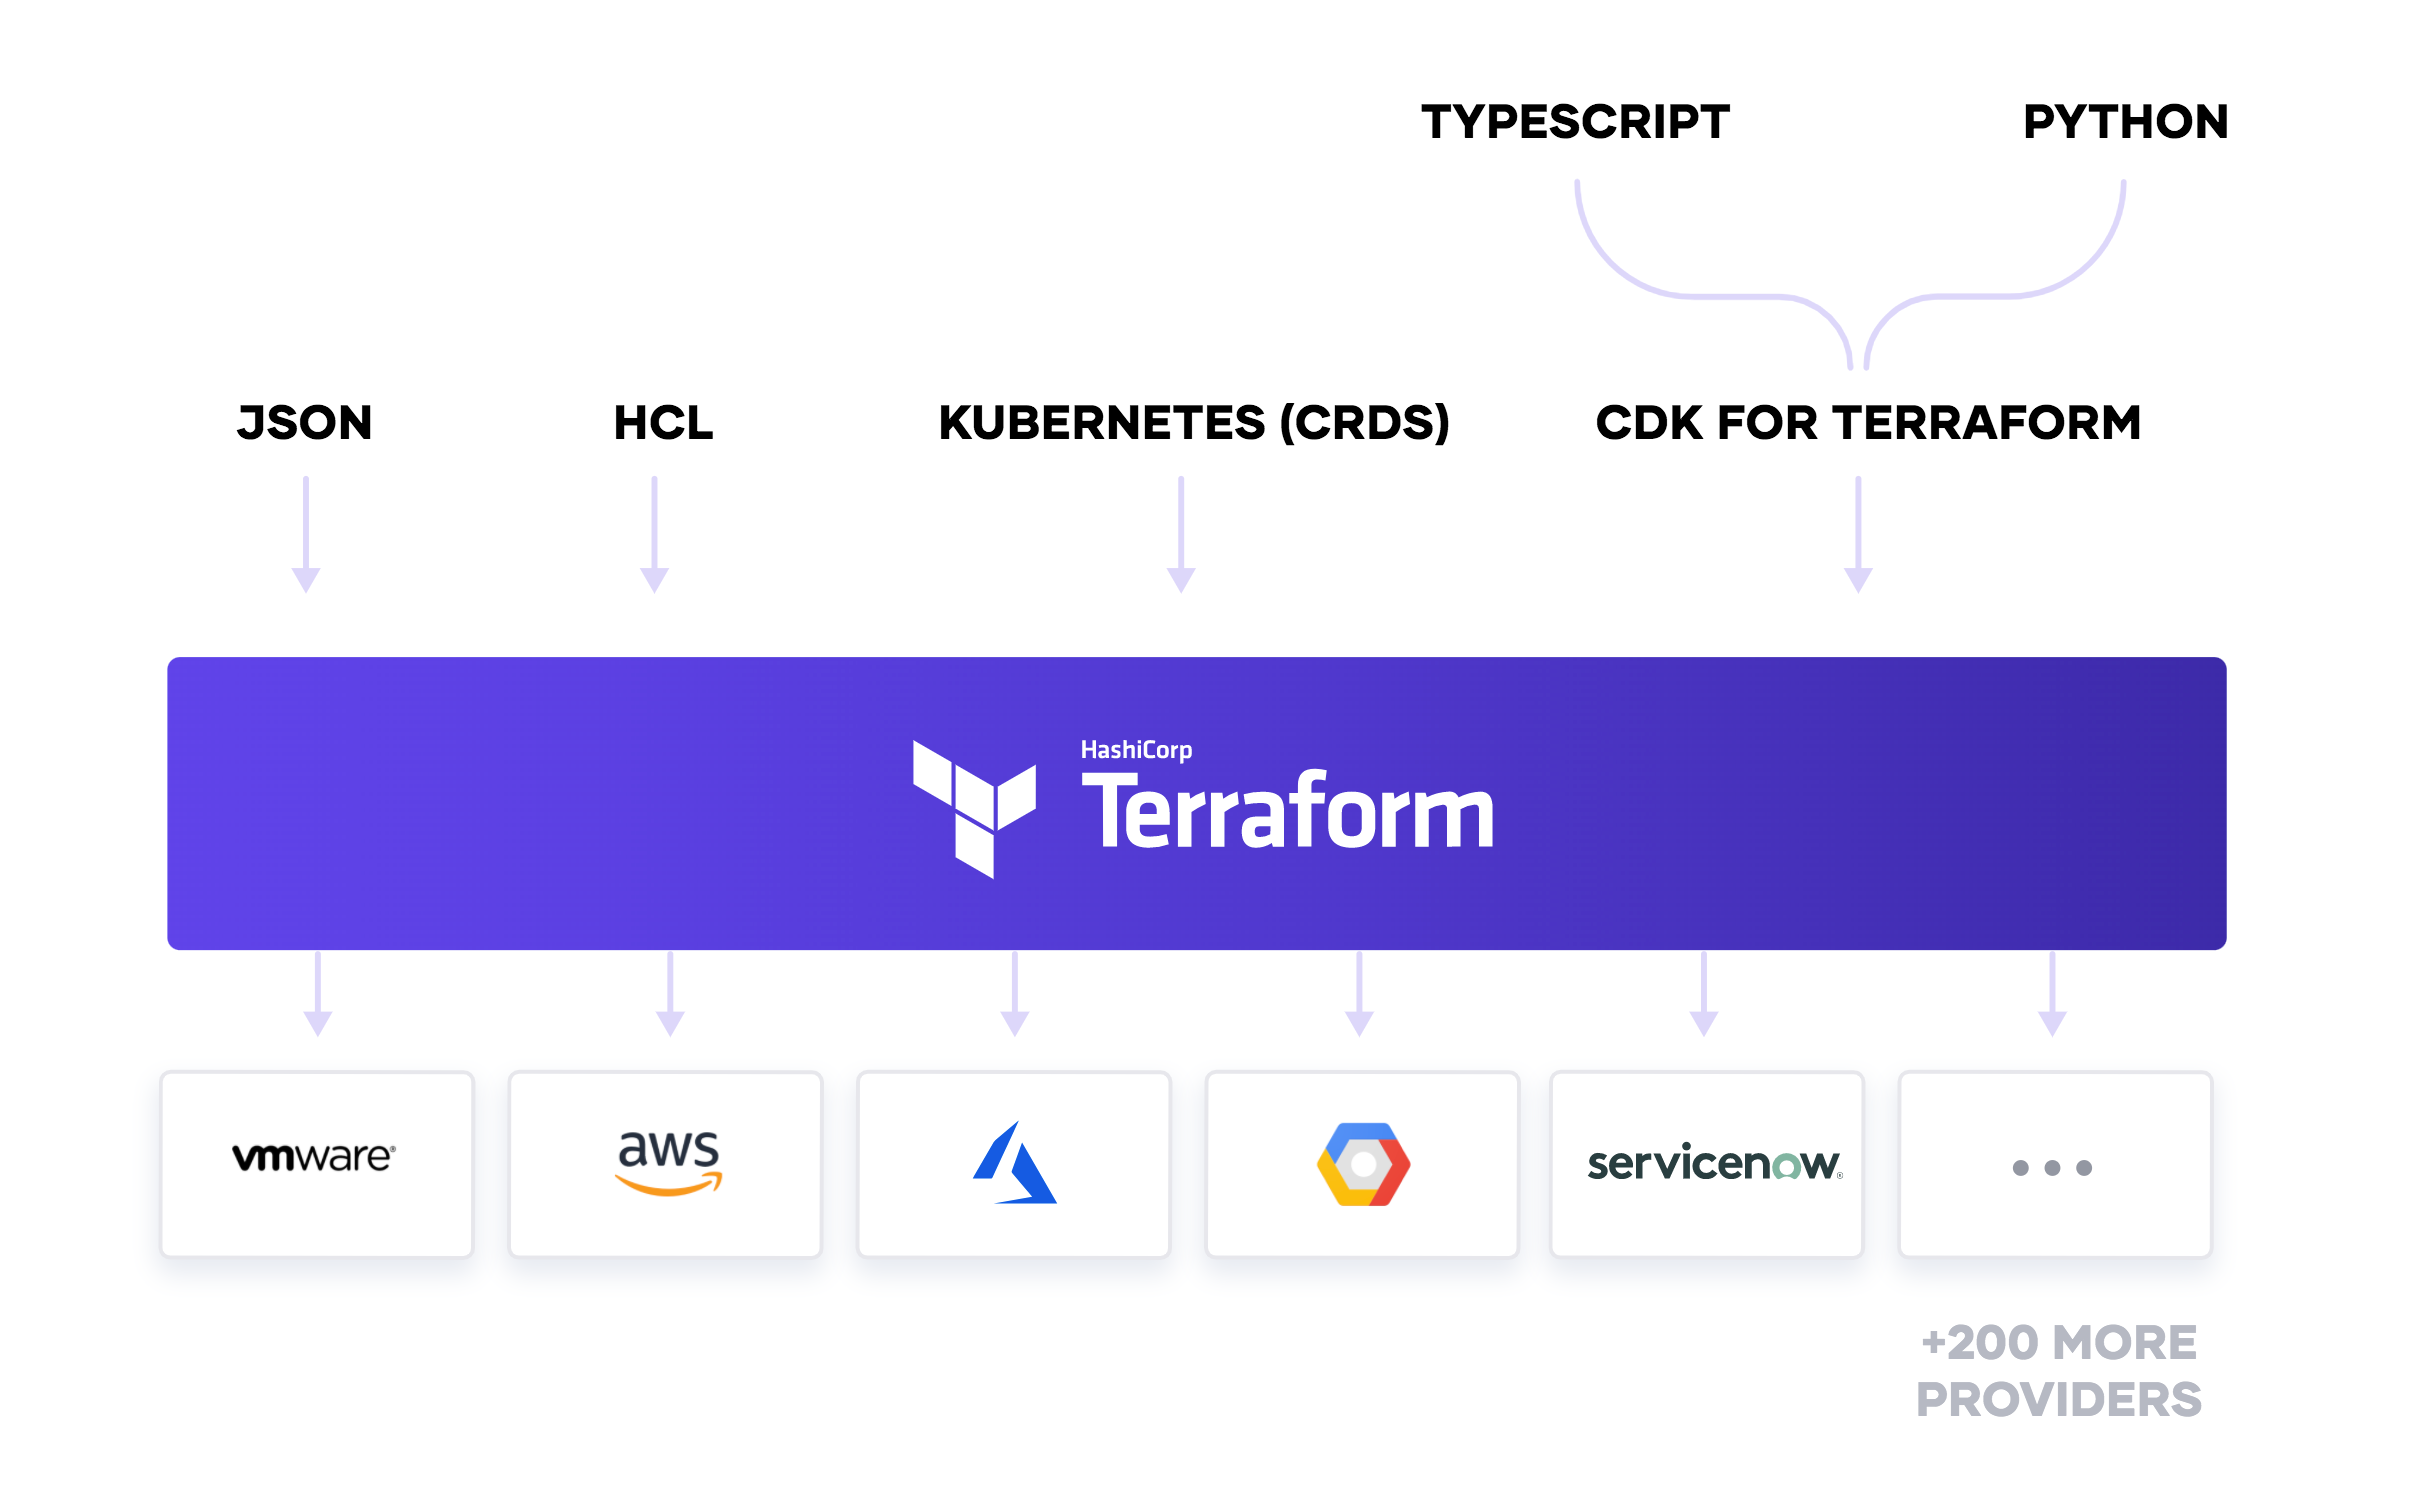 TYPESCRIPT PYTHON
JSON HCL KUBERNETES (CRDS) CDK FOR TERRAFORM
HashiCorp
Terraform
vmware® aws servicenow®
+200 MORE
PROVIDERS